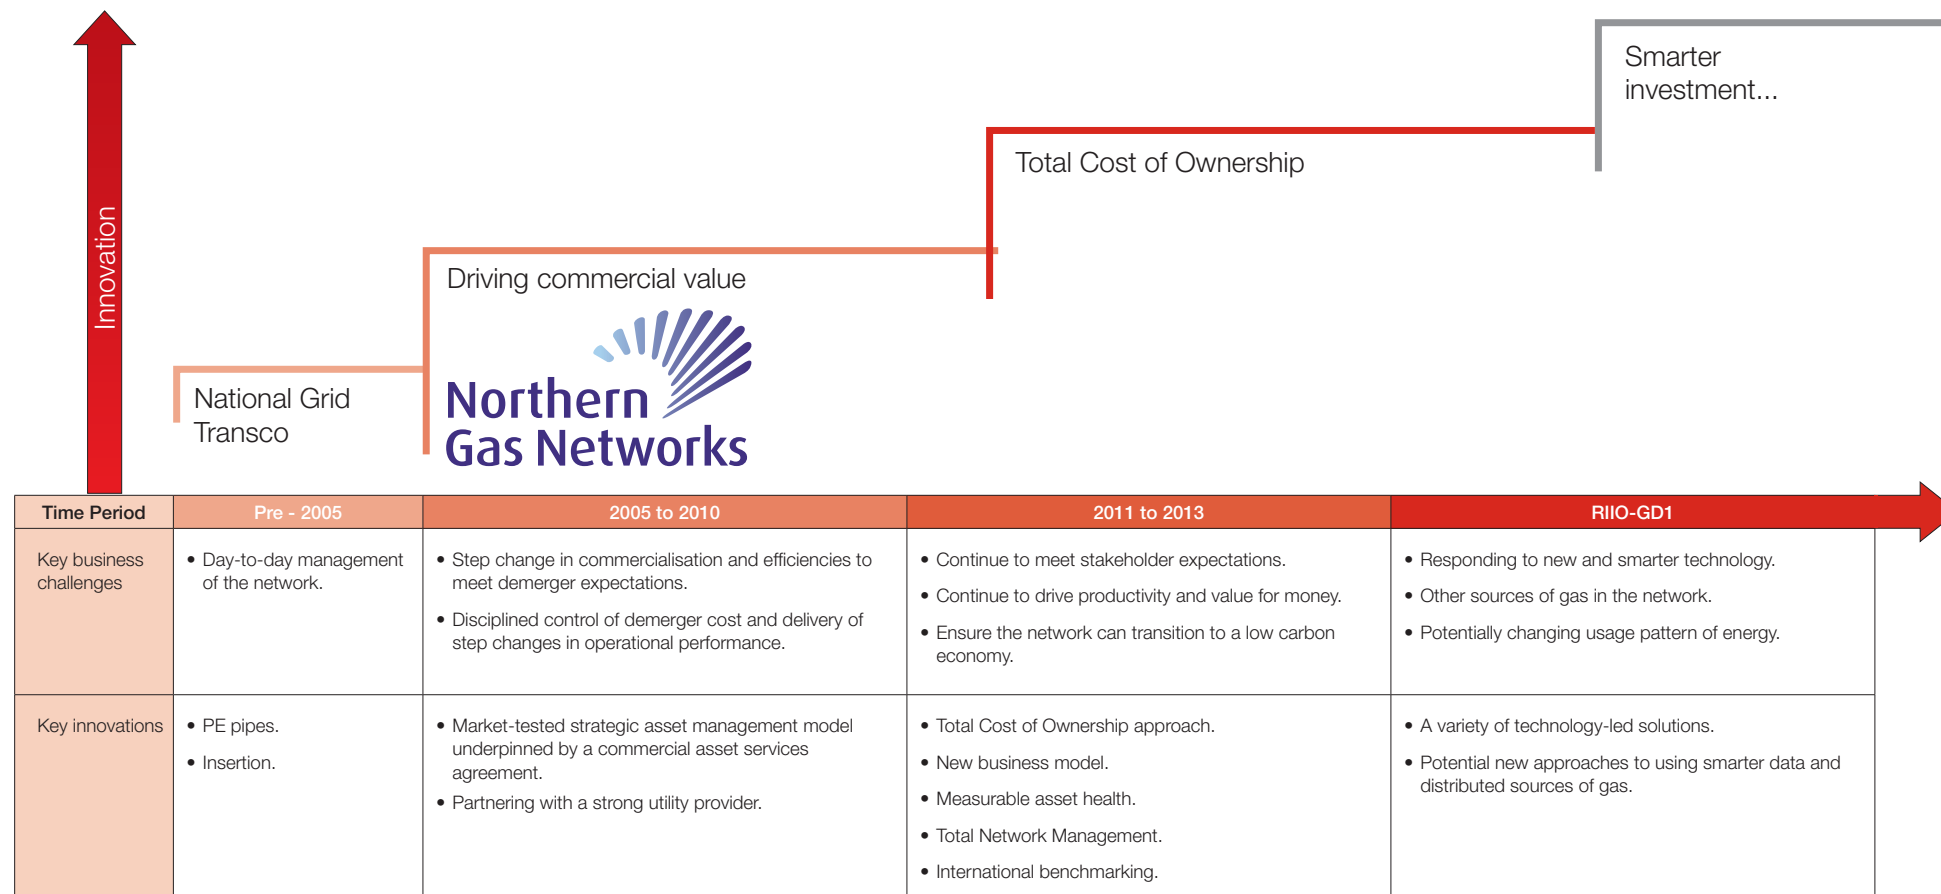 Innovation
Smarter
investment...
Total Cost of Ownership
Driving commercial value
Northern
Gas Networks
National Grid
Transco
Time Period
Pre - 2005
2005 to 2010
2011 to 2013
RIIO-GD1
Key business
challenges
• Day-to-day management
of the network.
• Step change in commercialisation and efficiencies to
meet demerger expectations.
• Disciplined control of demerger cost and delivery of
step changes in operational performance.
• Continue to meet stakeholder expectations.
• Continue to drive productivity and value for money.
• Ensure the network can transition to a low carbon
economy.
• Responding to new and smarter technology.
• Other sources of gas in the network.
• Potentially changing usage pattern of energy.
Key innovations
• PE pipes.
• Insertion.
• Market-tested strategic asset management model
underpinned by a commercial asset services
agreement.
• Partnering with a strong utility provider.
• Total Cost of Ownership approach.
• New business model.
• Measurable asset health.
• Total Network Management.
• International benchmarking.
• A variety of technology-led solutions.
• Potential new approaches to using smarter data and
distributed sources of gas.